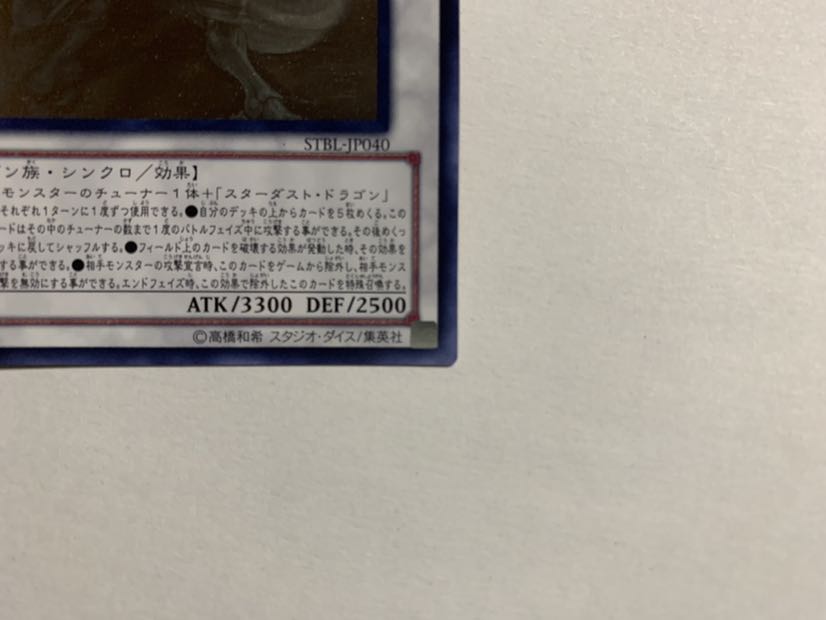 STBL-JP040
ン族・シンクロ／効果】
モンスターのチューナー１体＋「スターダスト・ドラゴン」
それぞれ１ターンに１度ずつ使用できる。●自分のデッキの上からカードを５枚めくる。この
ードはその中のチューナーの数まで１度のバトルフェイズ中に攻撃する事ができる。その後めくっ
ッキに戻してシャッフルする。●フィールド上のカードを破壊する効果が発動した時、その効果を
する事ができる。●相手モンスターの攻撃宣言時、このカードをゲームから除外し、相手モンス
撃を無効にする事ができる。エンドフェイズ時、この効果で除外したこのカードを特殊召喚する。
ATK/3300 DEF/2500
©高橋和希 スタジオ・ダイス/集英社